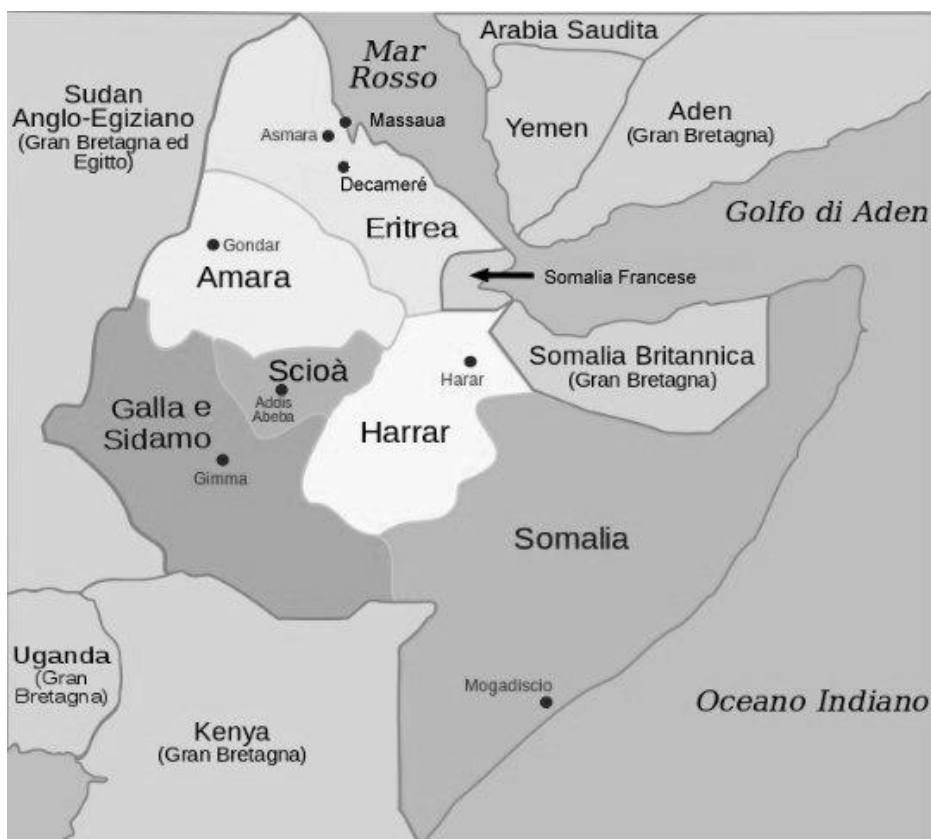 Arabia Saudita
Mar
Rosso
Sudan
Anglo-Egiziano
(Gran Bretagna ed
Egitto)
Massaua
Asmara
Yemen
Aden
(Gran Bretagna)
Decameré
Eritrea
Golfo di Aden
Gondar
Amara
Somalia Francese
Somalia Britannica
(Gran Bretagna)
Scioà
Harar
Addis
Abeba
Galla e
Sidamo
Harrar
Gimma
Somalia
Uganda
(Gran
Bretagna)
Mogadiscio
Oceano Indiano
Kenya
(Gran Bretagna)